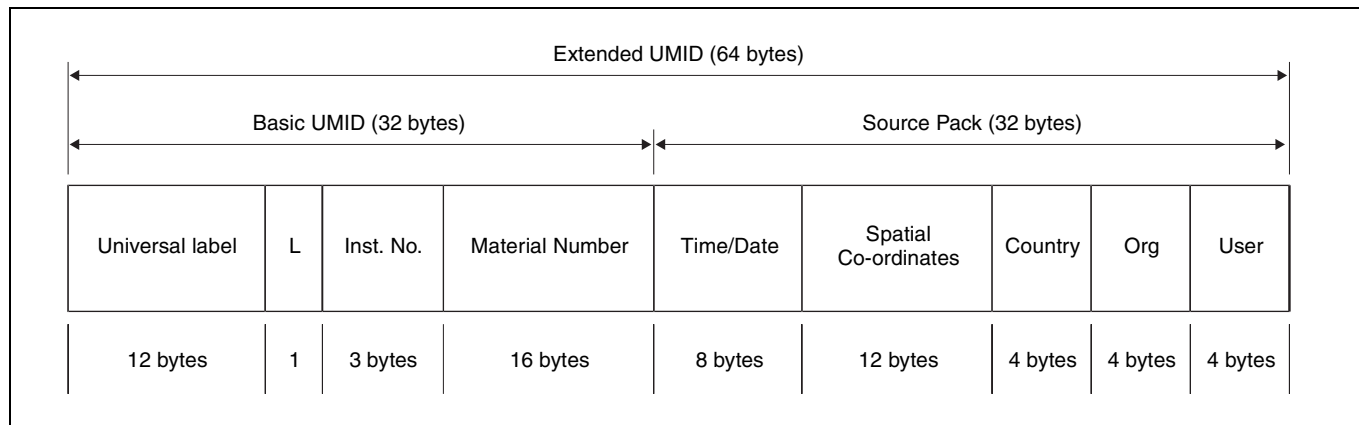 Extended UMID (64 bytes)
Basic UMID (32 bytes) Source Pack (32 bytes)
Universal label L Inst. No. Material Number Time/Date Spatial Co-ordinates Country Org User
12 bytes 1 3 bytes 16 bytes 8 bytes 12 bytes 4 bytes 4 bytes 4 bytes